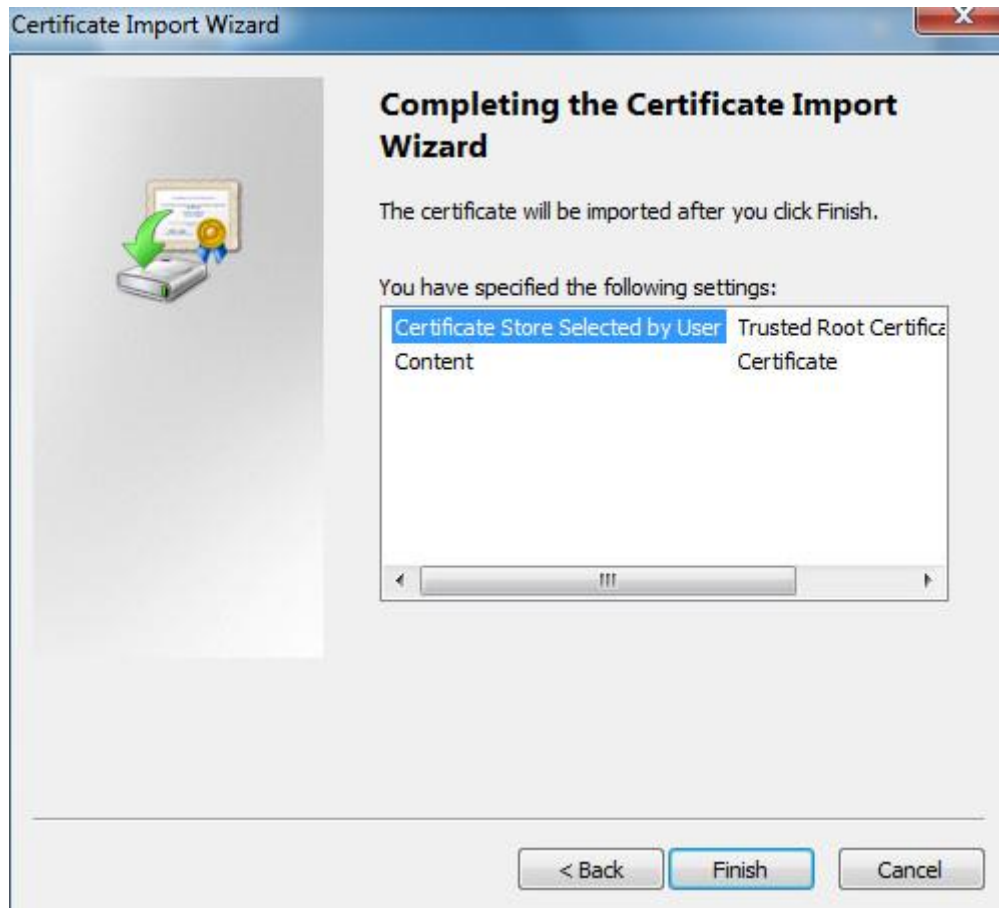 Certificate Import Wizard
Completing the Certificate Import
Wizard
The certificate will be imported after you click Finish.
You have specified the following settings:
Certificate Store Selected by User Trusted Root Certifica
Content Certificate
< Back Finish Cancel